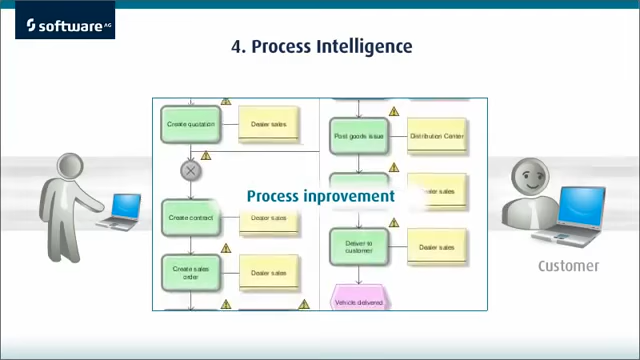 software AG
4. Process Intelligence
Create quotation
Dealer sales
Create contract
Dealer sales
Create sales
order
Dealer sales
Post goods issue
Distribution Center
sales
Process inprovement
Deliver to
customer
Dealer sales
Vehicle delivered
Customer